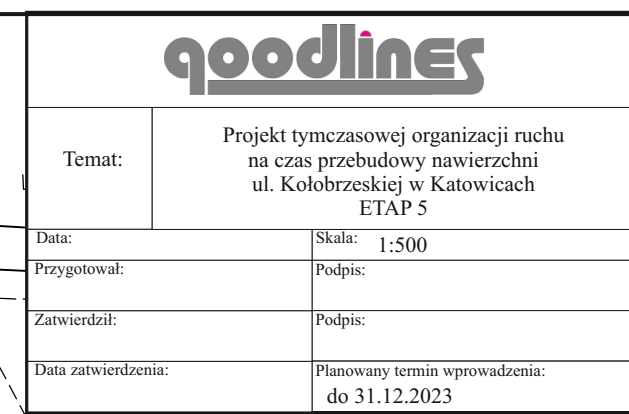 goodlines
Temat:
Projekt tymczasowej organizacji ruchu
na czas przebudowy nawierzchni
ul. Kołobrzeskiej w Katowicach
ETAP 5
Data:
Skala: 1:500
Przygotował:
Podpis:
Zatwierdził:
Podpis:
Data zatwierdzenia:
Planowany termin wprowadzenia:
do 31.12.2023